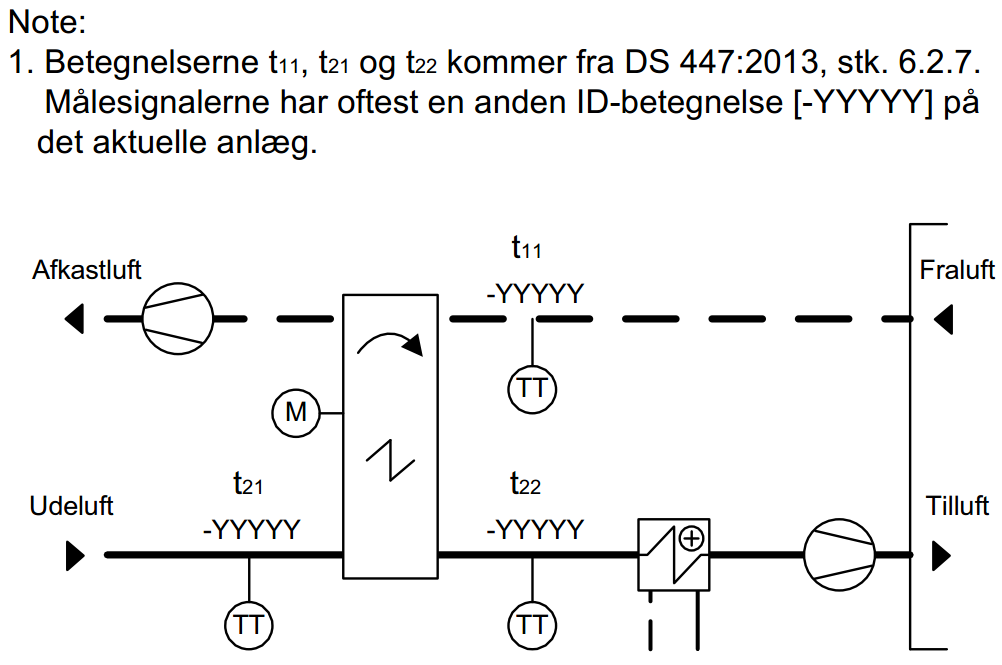 Note:
1. Betegnelserne t11, t21 og t22 kommer fra DS 447:2013, stk. 6.2.7.
Målesignalerne har oftest en anden ID-betegnelse [-YYYYY] på
det aktuelle anlæg.
t11
Afkastluft
Fraluft
-YYYYY
TT
M
t21
t22
Udeluft
Tilluft
-YYYYY
-YYYYY
TT
TT